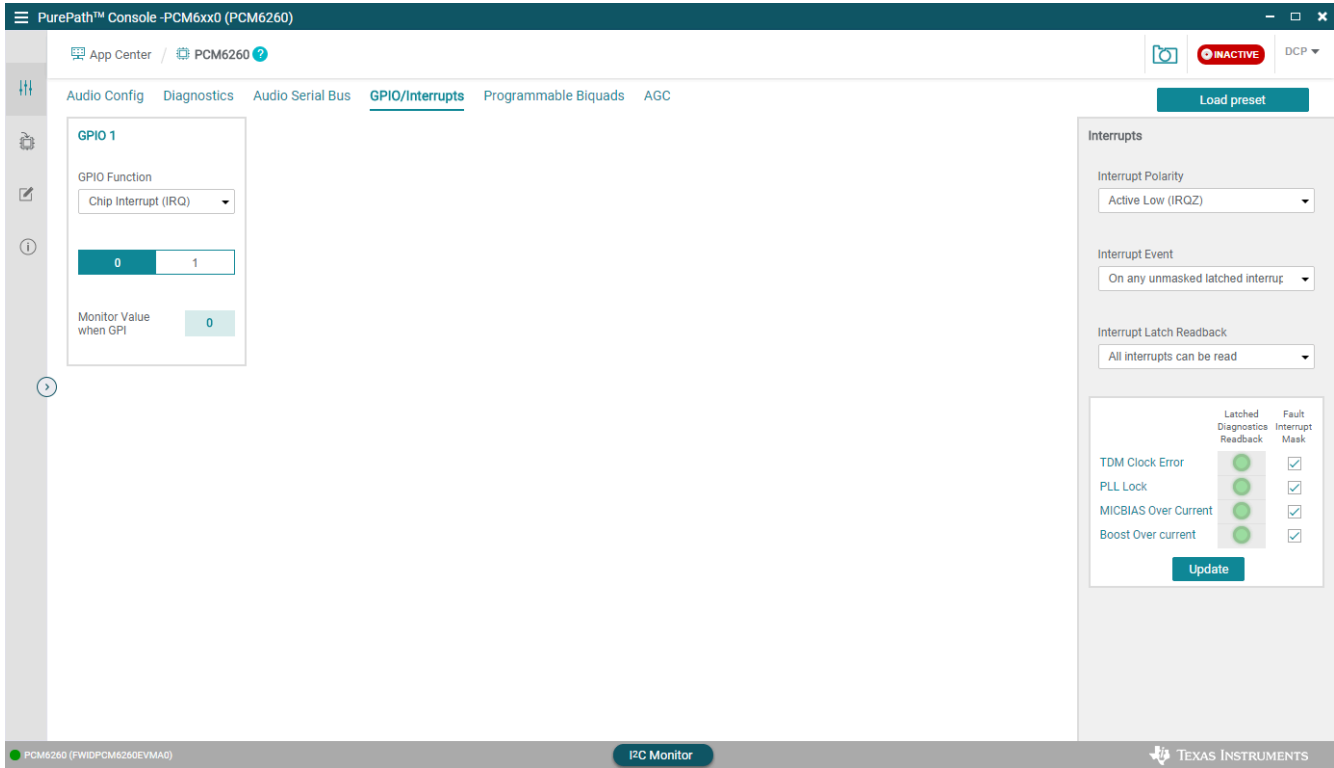 PurePath™ Console -PCM6xx0 (PCM6260)
App Center / PCM6260 ?
INACTIVE
DCP
Audio Config Diagnostics Audio Serial Bus GPIO/Interrupts Programmable Biquads AGC
Load preset
GPIO 1
GPIO Function
Chip Interrupt (IRQ)
0 1
Monitor Value
when GPI
0
Interrupts
Interrupt Polarity
Active Low (IRQZ)
Interrupt Event
On any unmasked latched interrup
Interrupt Latch Readback
All interrupts can be read
Latched
Diagnostics
Readback
Fault
Interrupt
Mask
TDM Clock Error
PLL Lock
MICBIAS Over Current
Boost Over current
Update
PCM6260 (FWIDPCM6260EVMA0)
I²C Monitor
TEXAS INSTRUMENTS